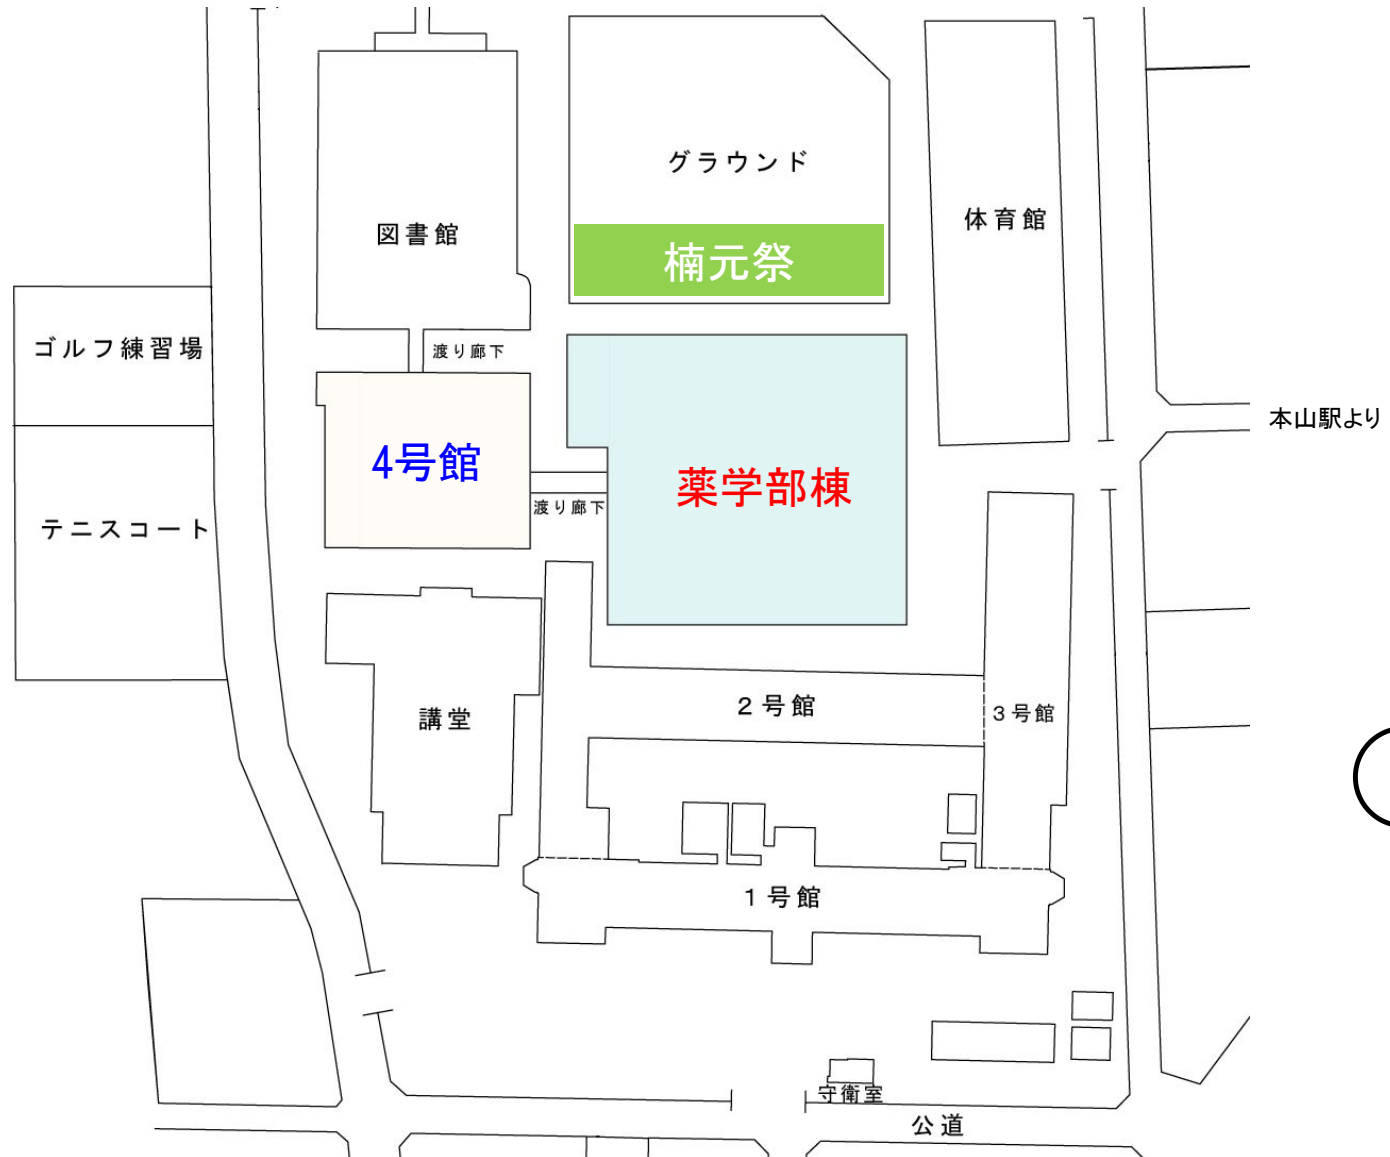 グラウンド
体育館
図書館
楠元祭
ゴルフ練習場
渡り廊下
本山駅より
4号館
薬学部棟
渡り廊下
テニスコート
２号館
３号館
講堂
１号館
守衛室
公道